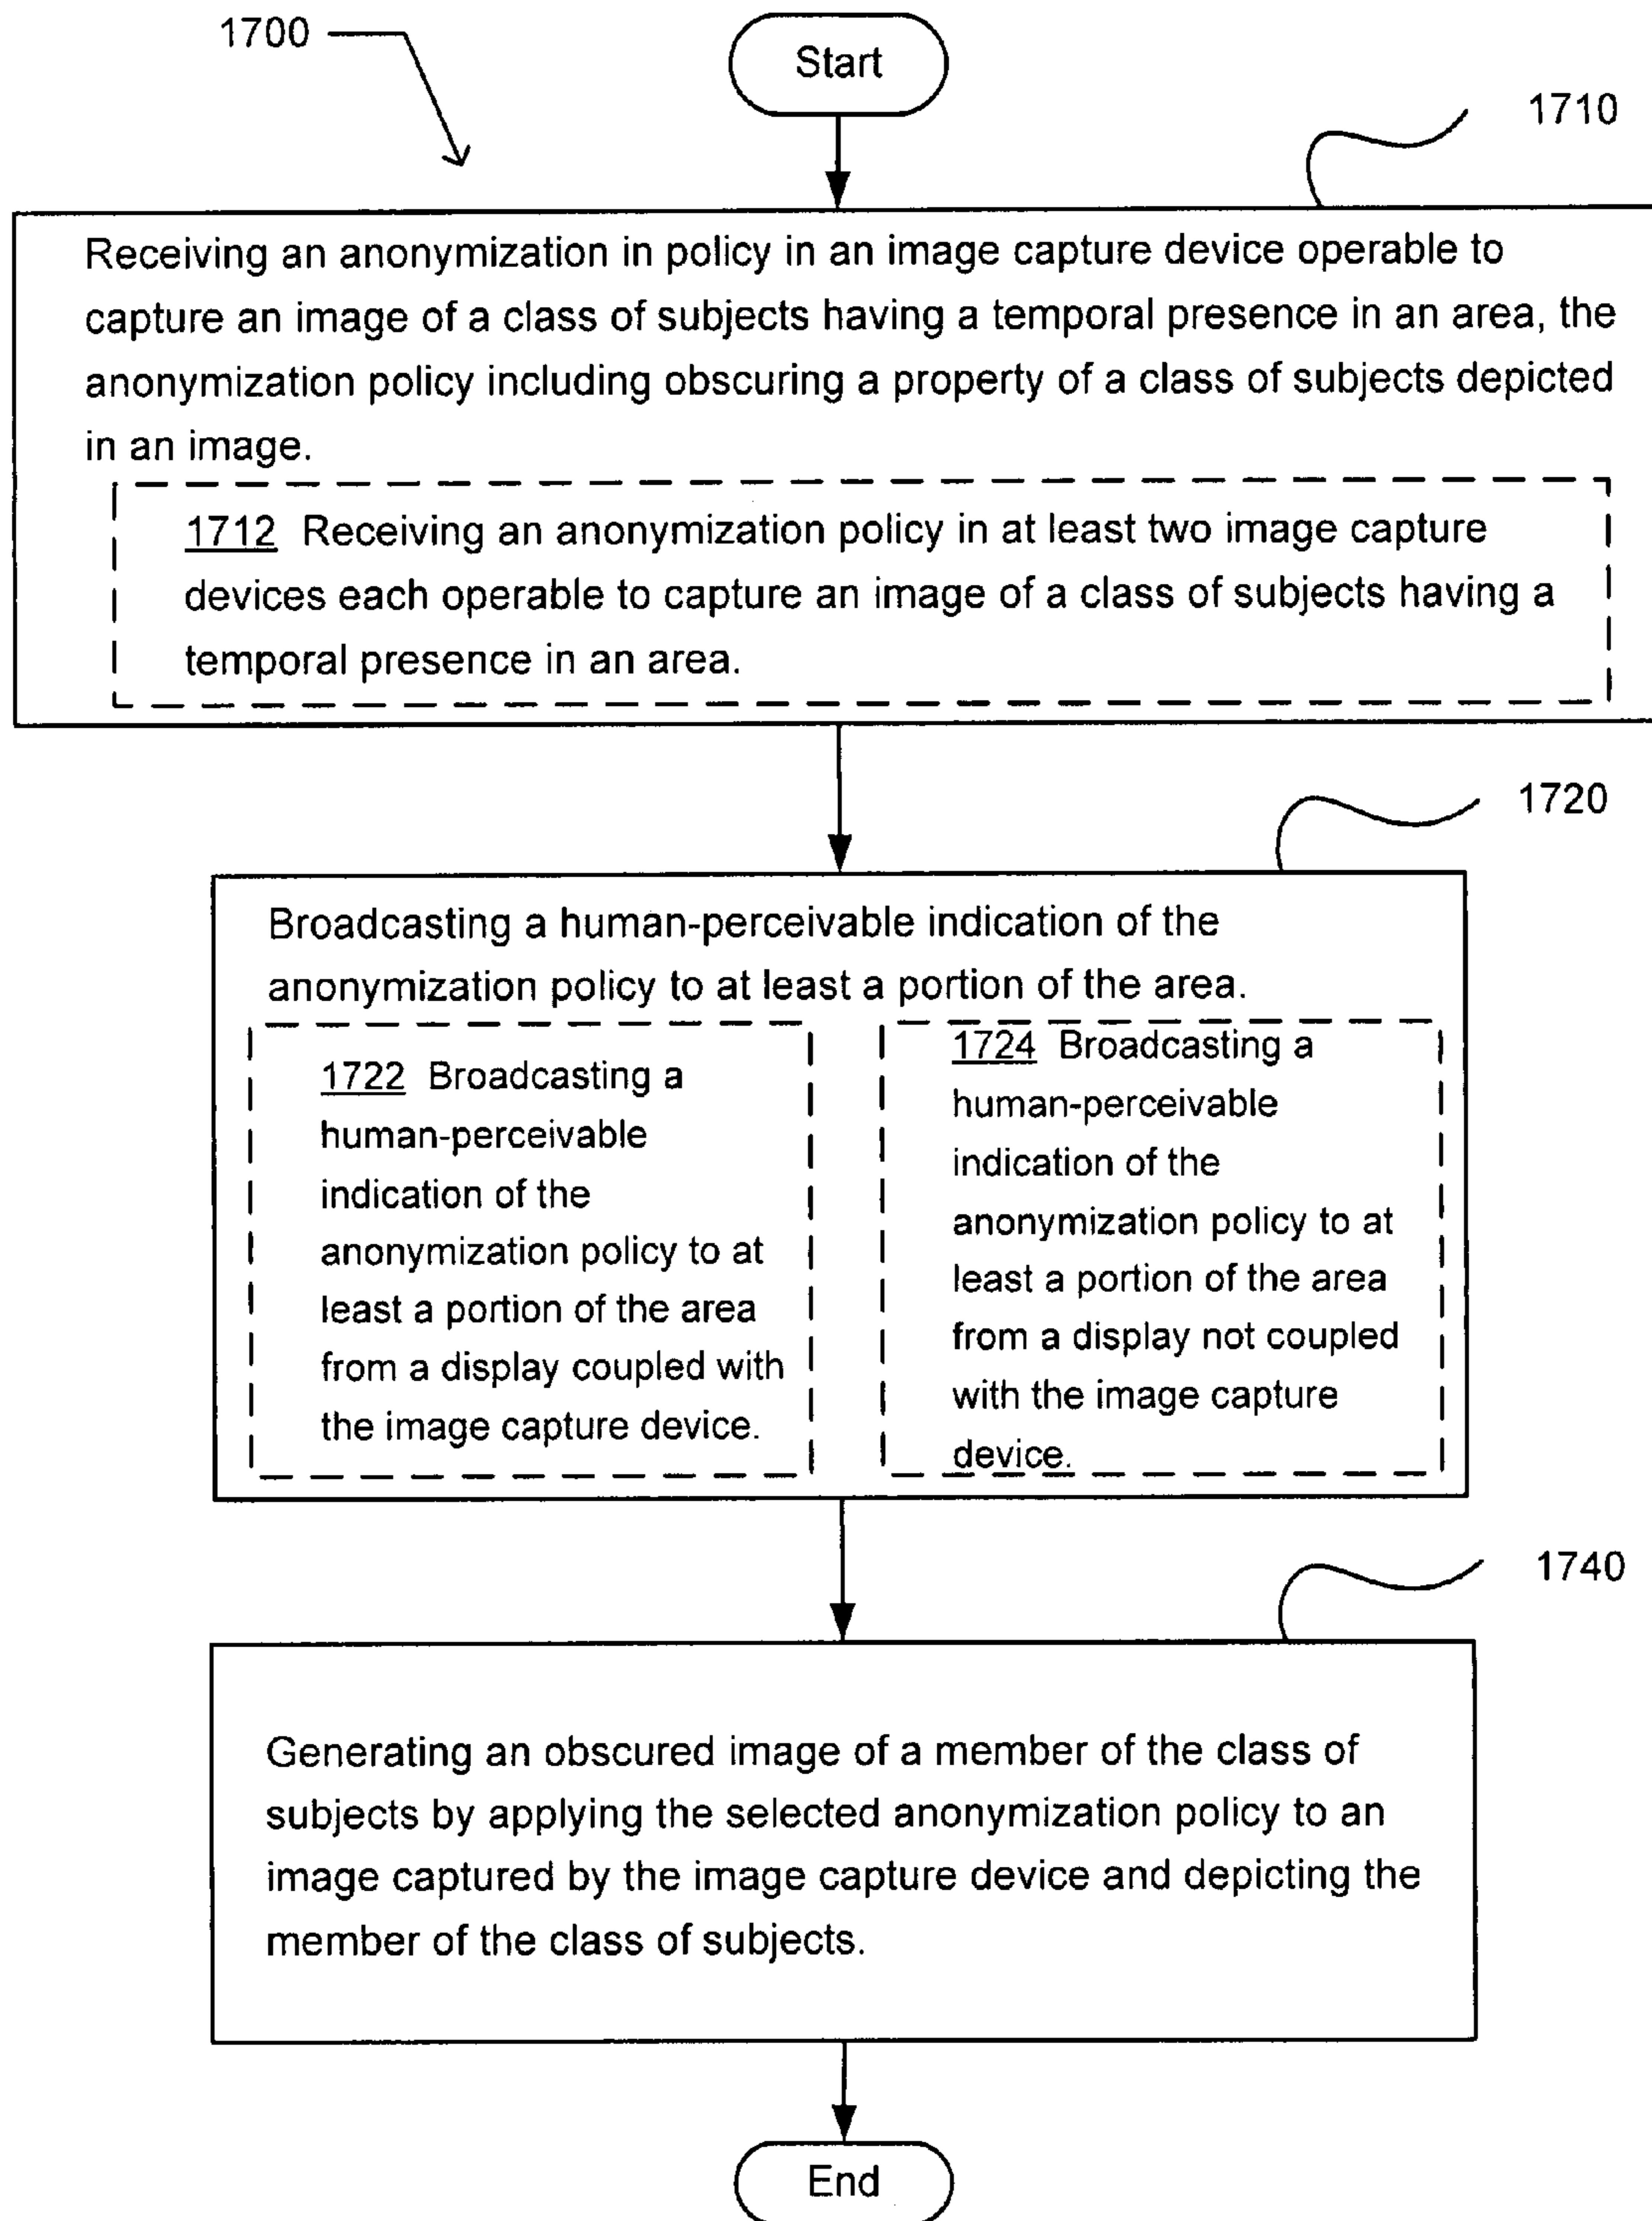 1700
Start
1710
Receiving an anonymization in policy in an image capture device operable to
capture an image of a class of subjects having a temporal presence in an area, the
anonymization policy including obscuring a property of a class of subjects depicted
in an image.
1712 Receiving an anonymization policy in at least two image capture
devices each operable to capture an image of a class of subjects having a
temporal presence in an area.
1720
Broadcasting a human-perceivable indication of the
anonymization policy to at least a portion of the area.
1722 Broadcasting a
human-perceivable
indication of the
anonymization policy to at
least a portion of the area
from a display coupled with
the image capture device.
1724 Broadcasting a
human-perceivable
indication of the
anonymization policy to at
least a portion of the area
from a display not coupled
with the image capture
device.
1740
Generating an obscured image of a member of the class of
subjects by applying the selected anonymization policy to an
image captured by the image capture device and depicting the
member of the class of subjects.
End